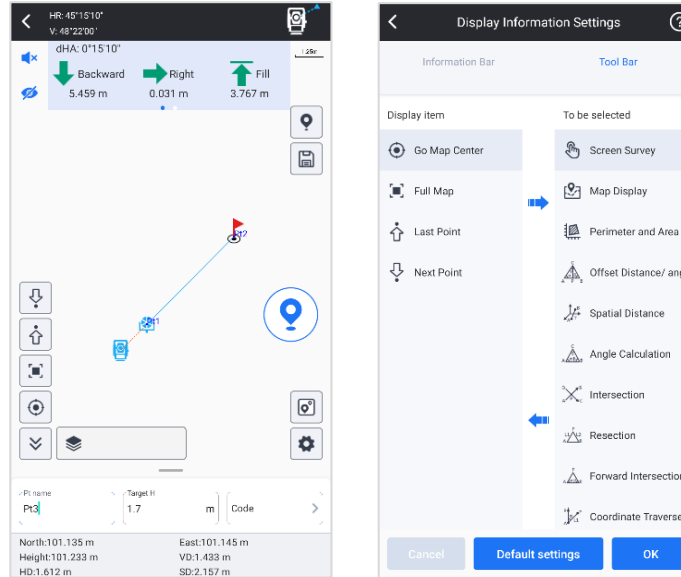 HR: 45°15'10"
V: 48°22'00"
dHA: 0°15'10"
Backward Right Fill
5.459 m 0.031 m 3.767 m
Pt2
Pt1
Pt name Target H
Pt3 1.7 m Code
North:101.135 m East:101.145 m
Height:101.233 m VD:1.433 m
HD:1.612 m SD:2.157 m
Display Information Settings
Information Bar Tool Bar
Display item To be selected
Go Map Center Screen Survey
Full Map Map Display
Last Point Perimeter and Area
Next Point Offset Distance/ ang
Spatial Distance
Angle Calculation
Intersection
Resection
Forward Intersection
Coordinate Traverse
Cancel Default settings OK